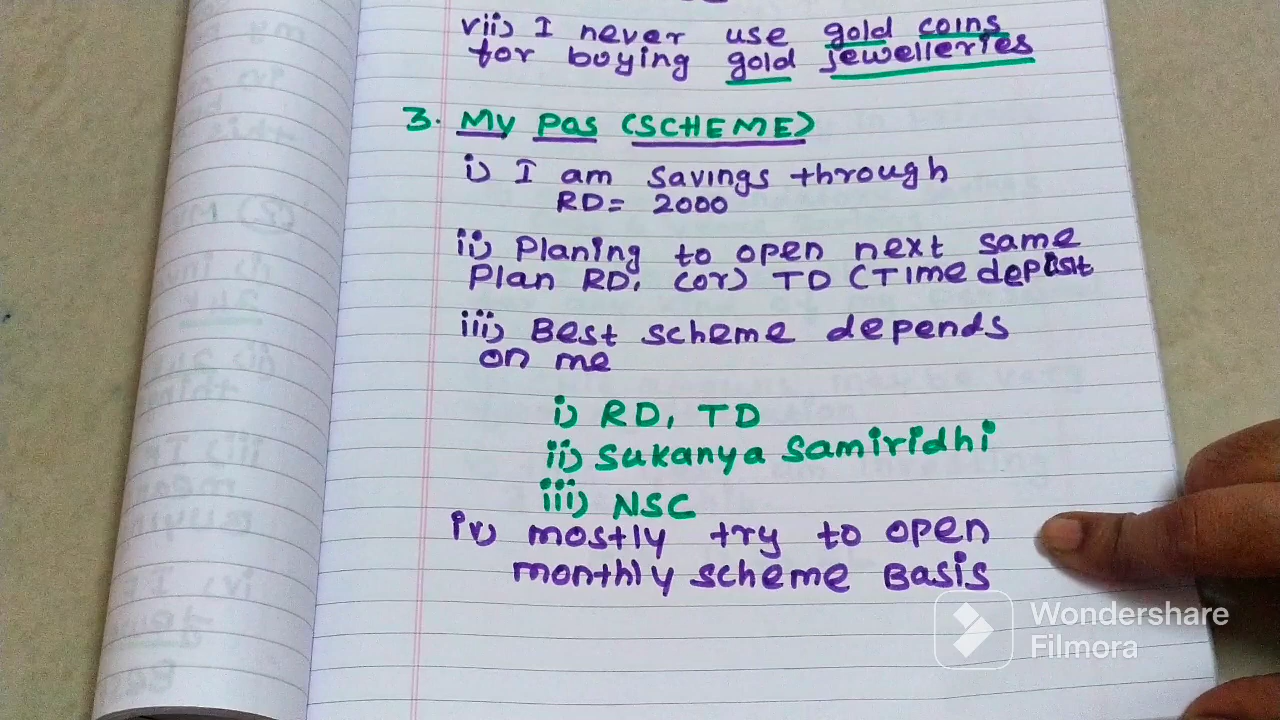 vii) I never use gold coins
for buying gold jewelleries
3. My pos (SCHEME)
i) I am savings through
RD= 2000
ii) Planing to open next same
Plan RD, (or) TD (Time deposit
iii) Best scheme depends
on me
i) RD, TD
ii) Sukanya Samiridhi
iii) NSC
iv) mostly try to open
monthly scheme Basis
Wondershare
Filmora